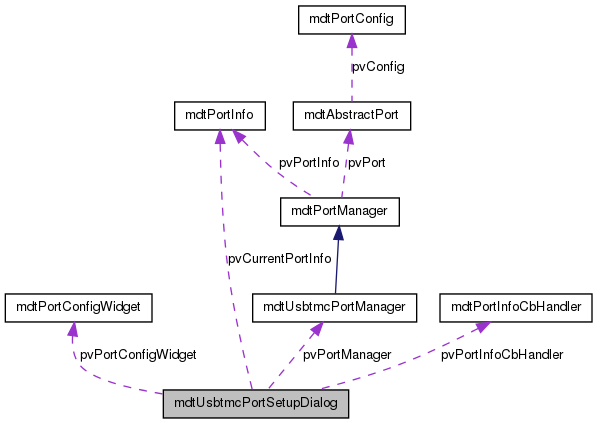 mdtPortConfig
pvConfig
mdtPortInfo
mdtAbstractPort
pvPortInfo
pvPort
mdtPortManager
pvCurrentPortInfo
mdtPortConfigWidget
mdtUsbtmcPortManager
mdtPortInfoCbHandler
pvPortConfigWidget
pvPortManager
pvPortInfoCbHandler
mdtUsbtmcPortSetupDialog